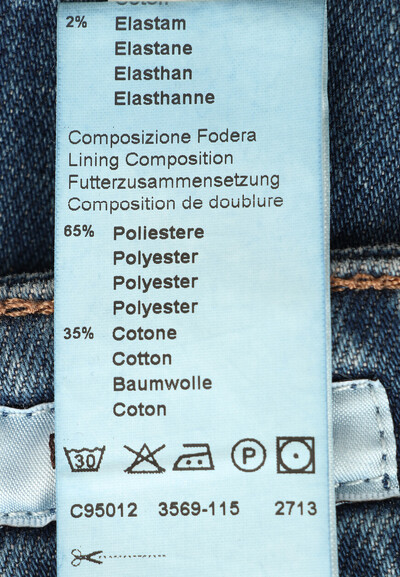 Coton
2% Elastam
Elastane
Elasthan
Elasthanne
Composizione Fodera
Lining Composition
Futterzusammensetzung
Composition de doublure
65% Poliestere
Polyester
Polyester
Polyester
35% Cotone
Cotton
Baumwolle
Coton
30 P
C95012 3569-115 2713